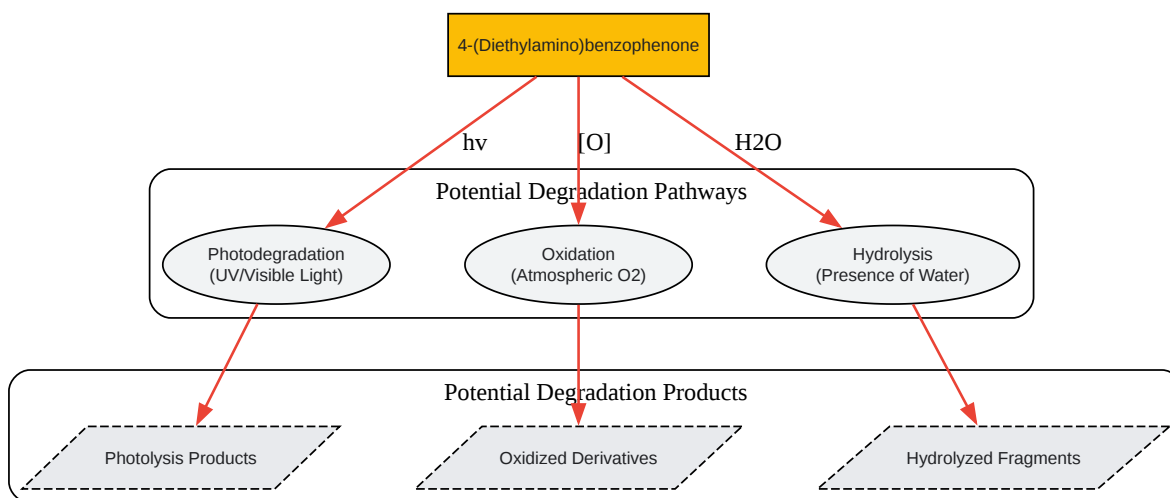 4-(Diethylamino)benzophenone
hv
[O]
H2O
Potential Degradation Pathways
Photodegradation
(UV/Visible Light)
Oxidation
(Atmospheric O2)
Hydrolysis
(Presence of Water)
Potential Degradation Products
Photolysis Products
Oxidized Derivatives
Hydrolyzed Fragments